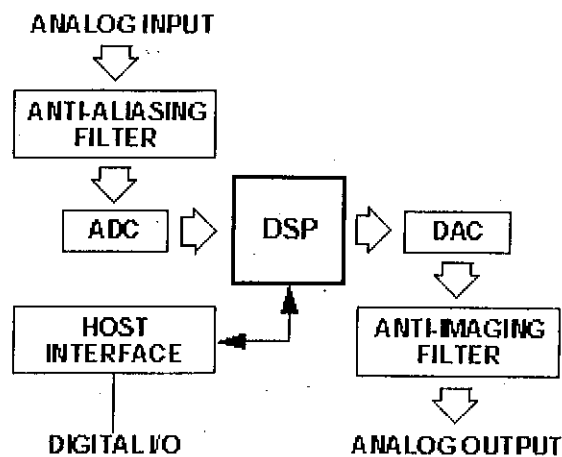 ANALOG INPUT
ANTI-ALIASING
FILTER
ADC
DSP
DAC
HOST
INTERFACE
ANTI-IMAGING
FILTER
DIGITAL I/O
ANALOG OUTPUT